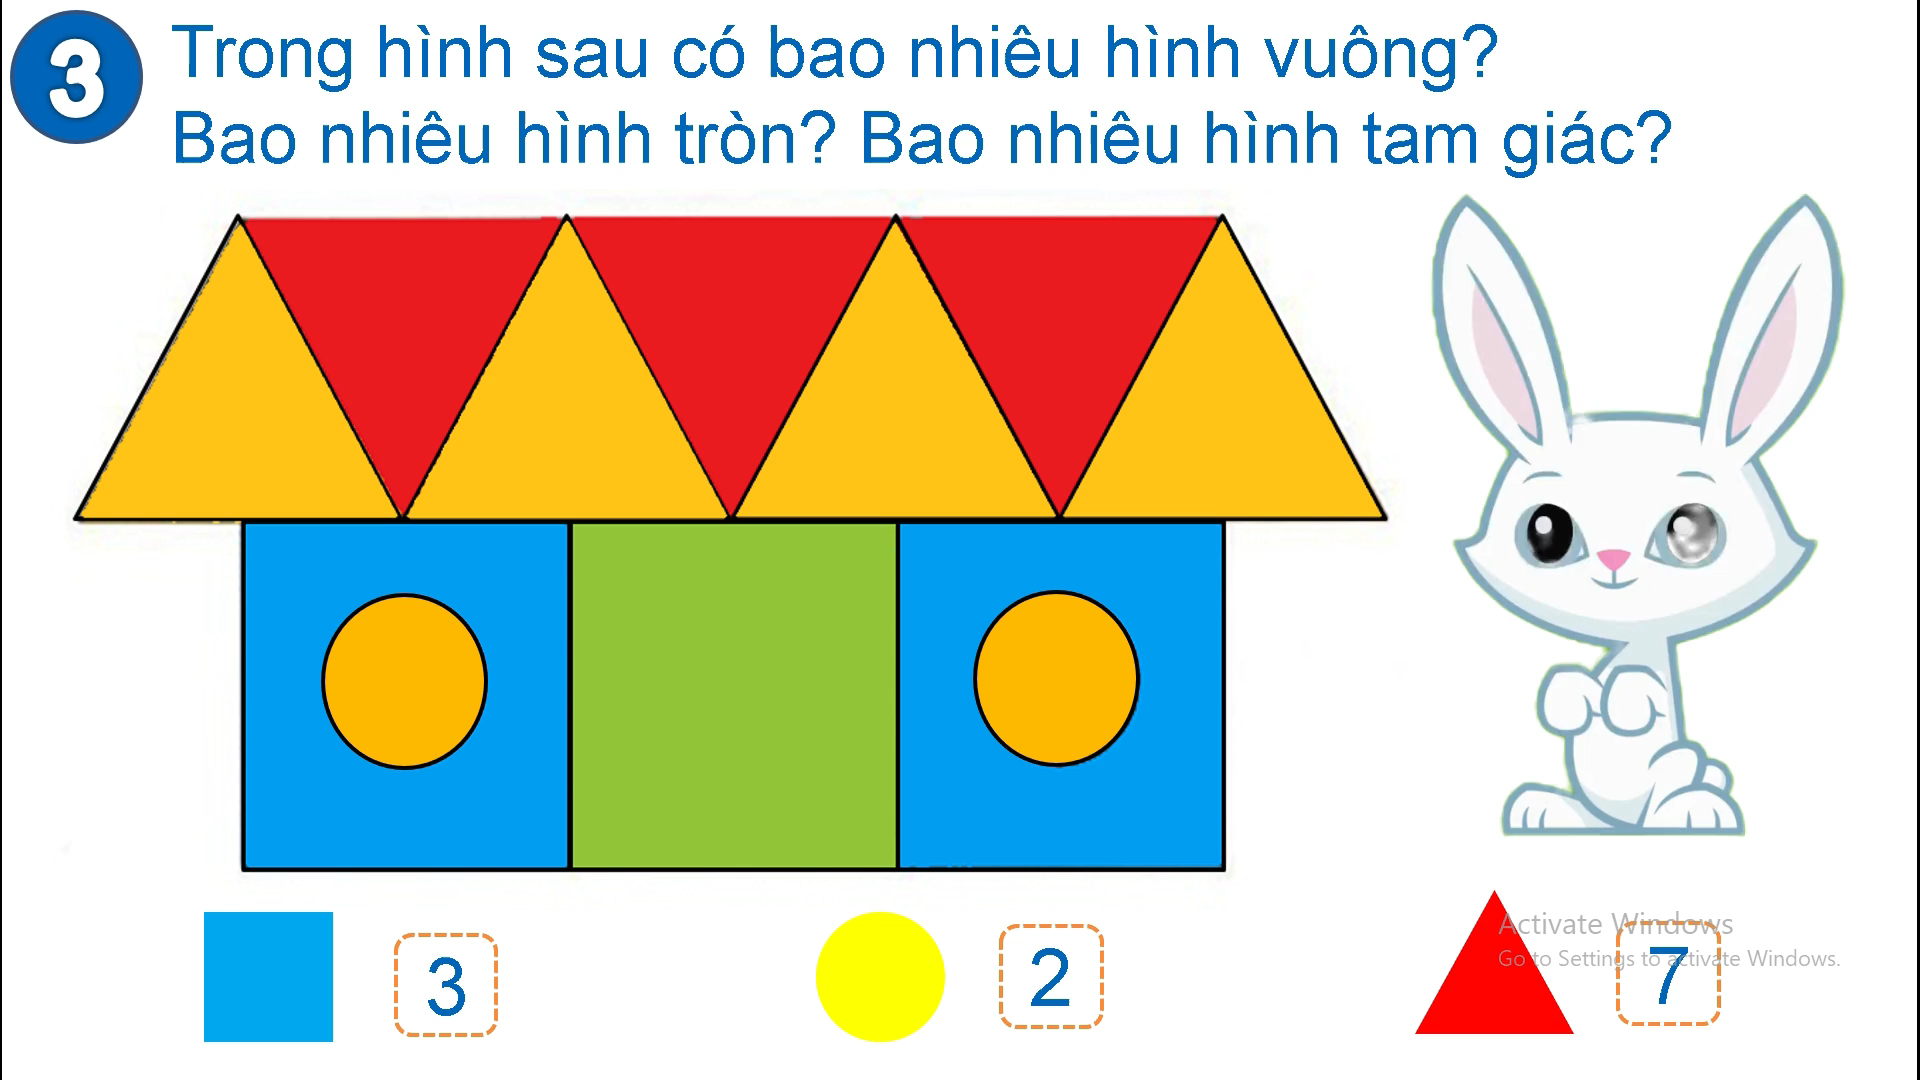 3
Trong hình sau có bao nhiêu hình vuông?
Bao nhiêu hình tròn? Bao nhiêu hình tam giác?
3
2
7
Activate Windows
Go to Settings to activate Windows.